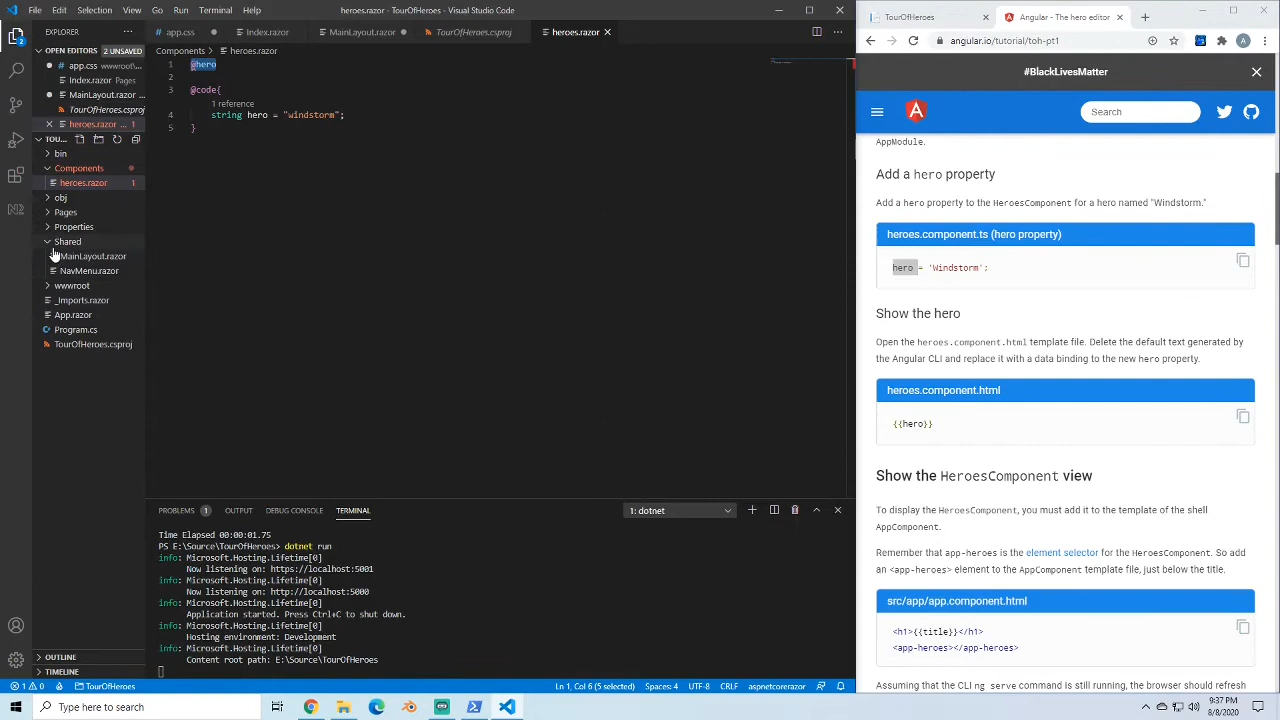 File Edit Selection View Go Run Terminal Help
heroes.razor - TourOfHeroes - Visual Studio Code
EXPLORER
OPEN EDITORS 2 UNSAVED
app.css wwwroot\...
Index.razor Pages
MainLayout.razor ...
TourOfHeroes.csproj
heroes.razor ... 1
TOU...
bin
Components
heroes.razor 1
obj
Pages
Properties
Shared
MainLayout.razor
NavMenu.razor
wwwroot
_Imports.razor
App.razor
Program.cs
TourOfHeroes.csproj
OUTLINE
TIMELINE
2
app.css
Index.razor
MainLayout.razor
TourOfHeroes.csproj
heroes.razor
Components > heroes.razor
1 @hero
2
3 @code{
1 reference
4 string hero = "windstorm";
5 }
PROBLEMS 1 OUTPUT DEBUG CONSOLE TERMINAL
1: dotnet
Time Elapsed 00:00:01.75
PS E:\Source\TourOfHeroes> dotnet run
info: Microsoft.Hosting.Lifetime[0]
Now listening on: https://localhost:5001
info: Microsoft.Hosting.Lifetime[0]
Now listening on: http://localhost:5000
info: Microsoft.Hosting.Lifetime[0]
Application started. Press Ctrl+C to shut down.
info: Microsoft.Hosting.Lifetime[0]
Hosting environment: Development
info: Microsoft.Hosting.Lifetime[0]
Content root path: E:\Source\TourOfHeroes
1 0 TourOfHeroes
Ln 1, Col 6 (5 selected) Spaces: 4 UTF-8 CRLF aspnetcorerazor
TourOfHeroes
Angular - The hero editor
angular.io/tutorial/toh-pt1
A
#BlackLivesMatter
Search
AppModule.
Add a hero property
Add a hero property to the HeroesComponent for a hero named "Windstorm."
heroes.component.ts (hero property)
hero = 'Windstorm';
Show the hero
Open the heroes.component.html template file. Delete the default text generated by
the Angular CLI and replace it with a data binding to the new hero property.
heroes.component.html
{{hero}}
Show the HeroesComponent view
To display the HeroesComponent, you must add it to the template of the shell
AppComponent.
Remember that app-heroes is the element selector for the HeroesComponent. So add
an <app-heroes> element to the AppComponent template file, just below the title.
src/app/app.component.html
<h1>{{title}}</h1>
<app-heroes></app-heroes>
Assuming that the CLI ng serve command is still running, the browser should refresh
Type here to search
9:37 PM
8/8/2020